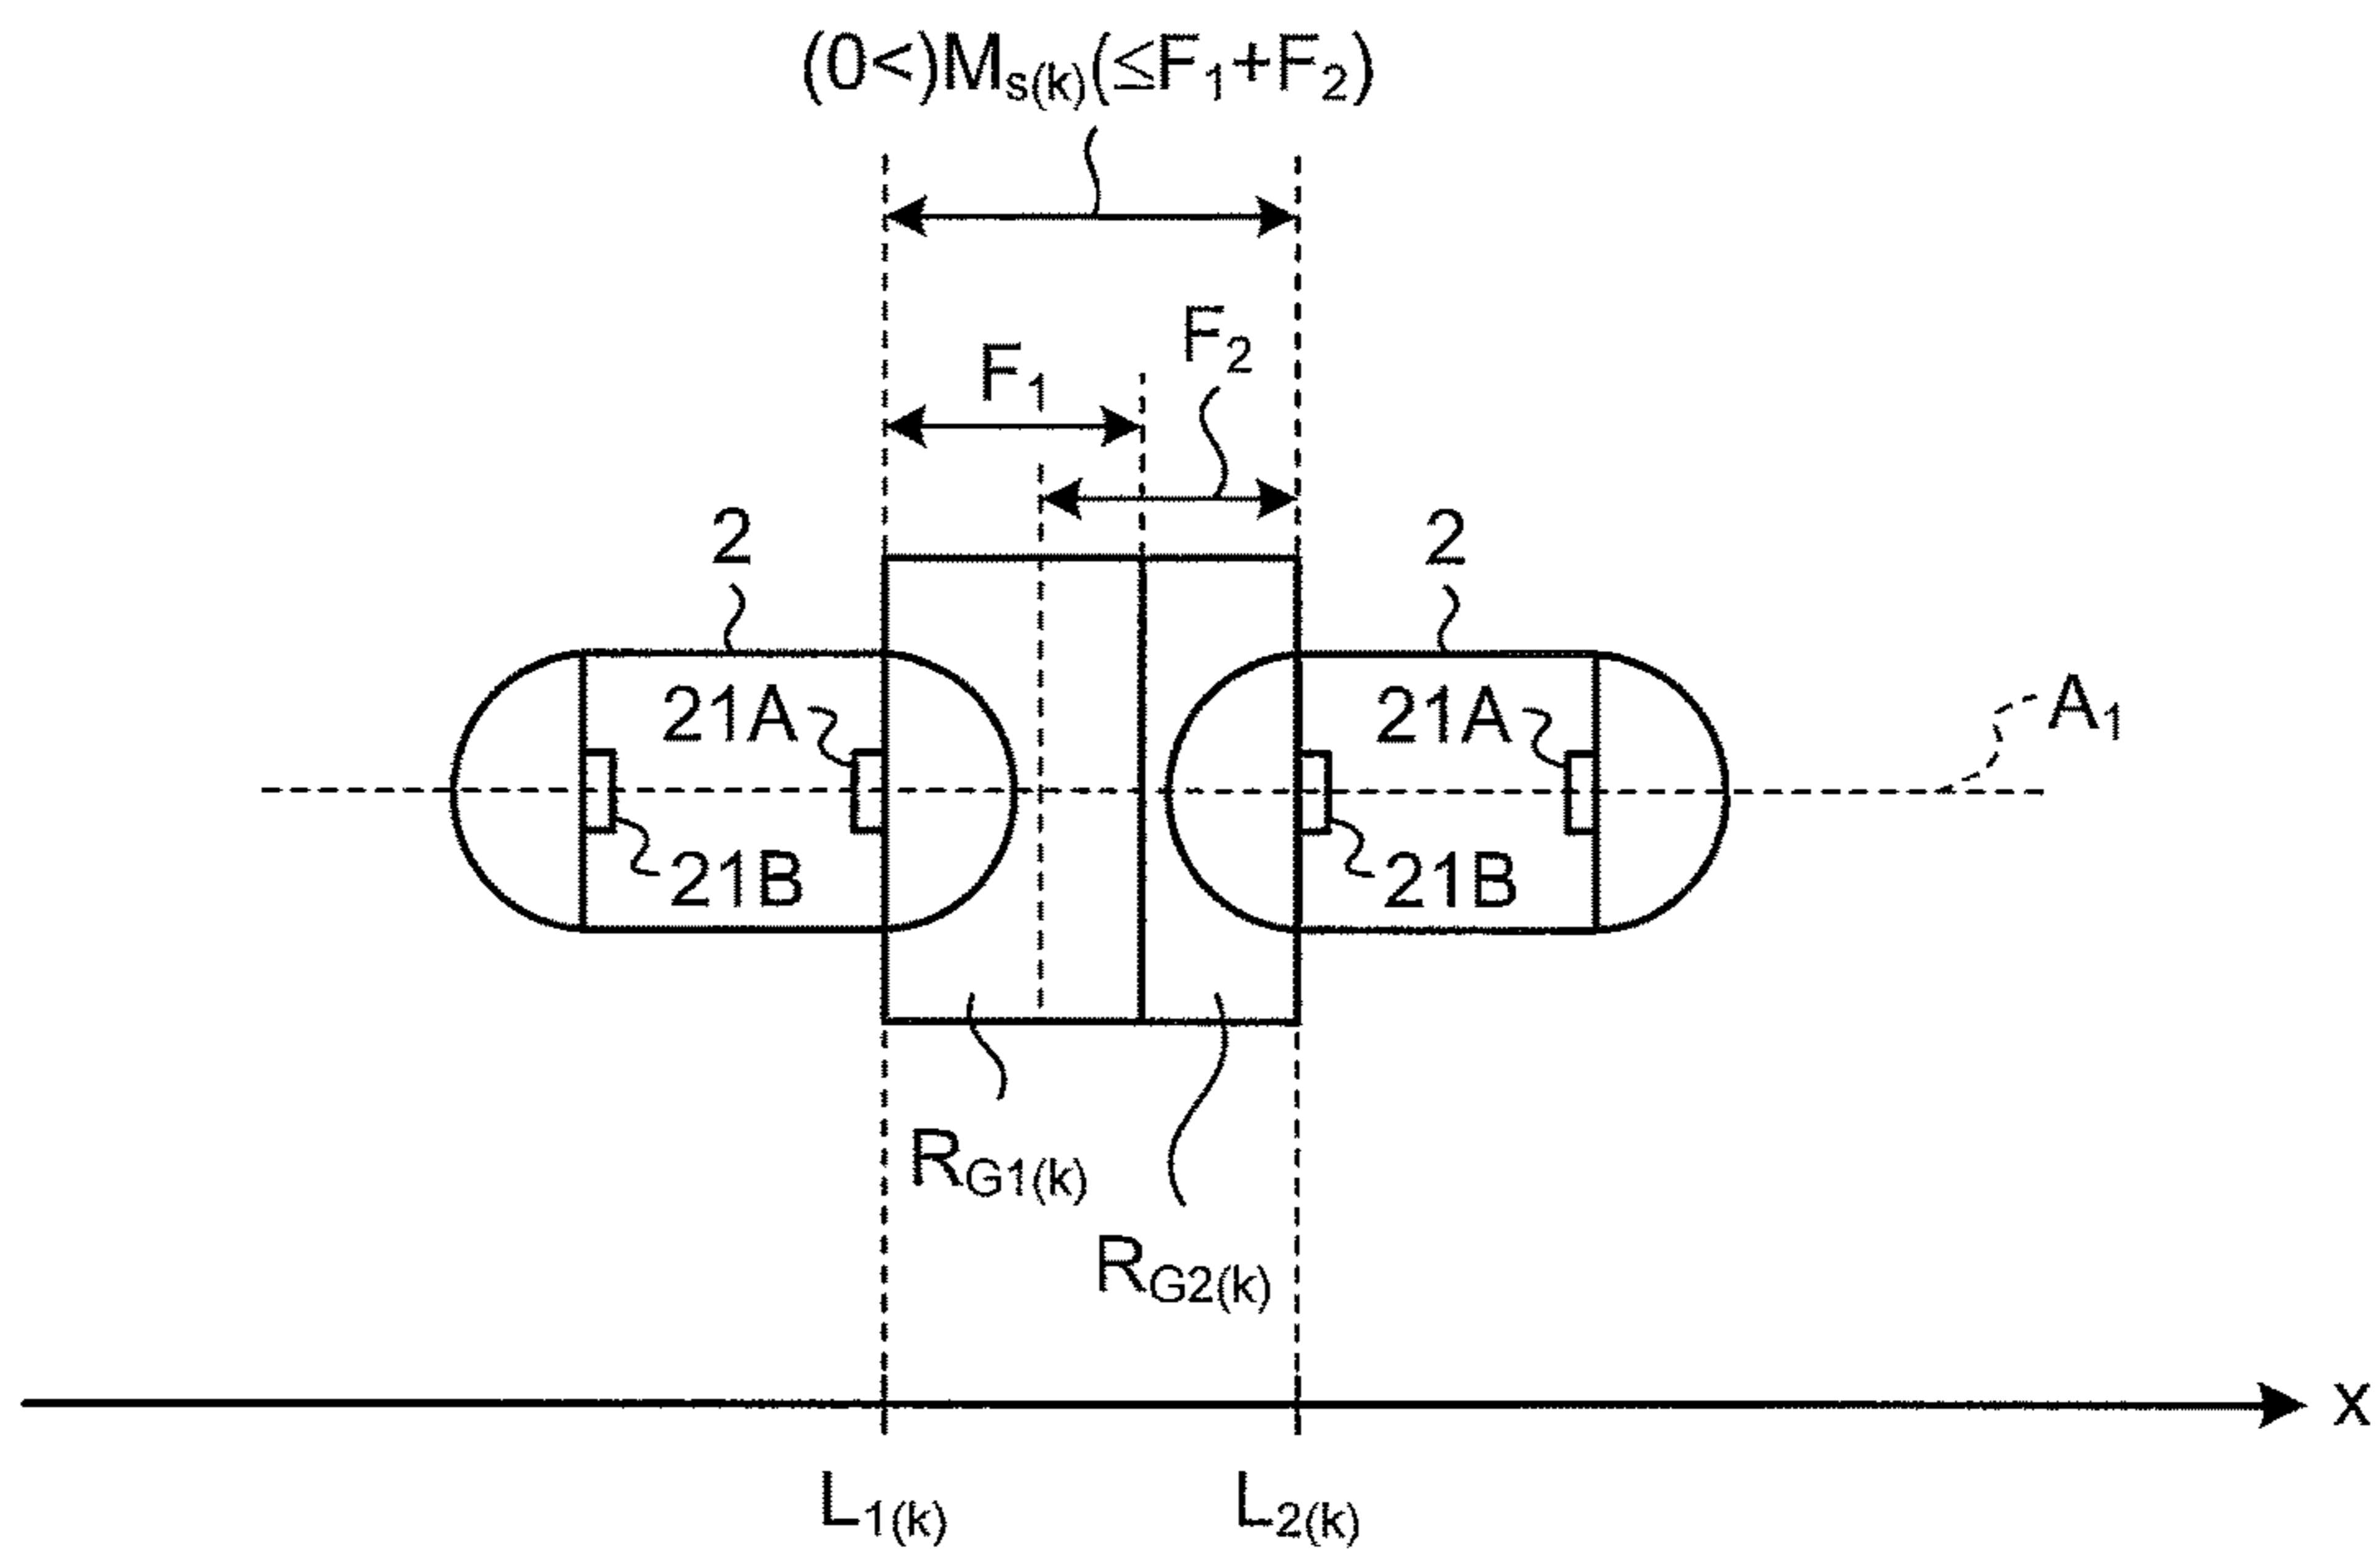 (0<)Ms(k)(≤F1+F2)
F1
F2
2
2
21A
21A
A1
21B
21B
RG1(k)
RG2(k)
x
L1(k)
L2(k)